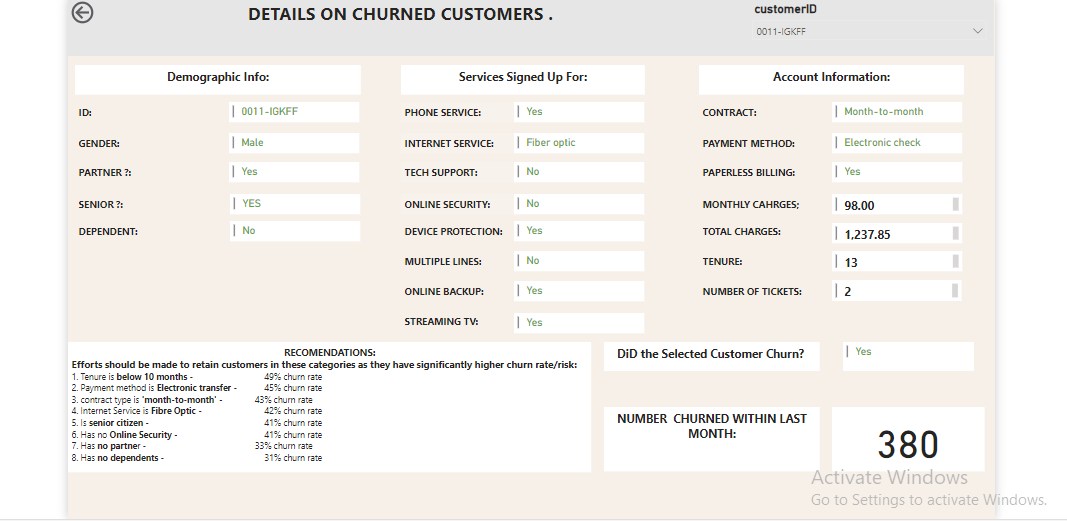 DETAILS ON CHURNED CUSTOMERS .
customerID
0011-IGKFF
Demographic Info:
ID: 0011-IGKFF
GENDER: Male
PARTNER ?: Yes
SENIOR ?: YES
DEPENDENT: No
Services Signed Up For:
PHONE SERVICE: Yes
INTERNET SERVICE: Fiber optic
TECH SUPPORT: No
ONLINE SECURITY: No
DEVICE PROTECTION: Yes
MULTIPLE LINES: No
ONLINE BACKUP: Yes
STREAMING TV: Yes
Account Information:
CONTRACT: Month-to-month
PAYMENT METHOD: Electronic check
PAPERLESS BILLING: Yes
MONTHLY CAHRGES; 98.00
TOTAL CHARGES: 1,237.85
TENURE: 13
NUMBER OF TICKETS: 2
RECOMENDATIONS:
Efforts should be made to retain customers in these categories as they have significantly higher churn rate/risk:
1. Tenure is below 10 months - 49% churn rate
2. Payment method is Electronic transfer - 45% churn rate
3. contract type is 'month-to-month' - 43% churn rate
4. Internet Service is Fibre Optic - 42% churn rate
5. Is senior citizen - 41% churn rate
6. Has no Online Security - 41% churn rate
7. Has no partner - 33% churn rate
8. Has no dependents - 31% churn rate
DiD the Selected Customer Churn? Yes
NUMBER CHURNED WITHIN LAST
MONTH:
380
Activate Windows
Go to Settings to activate Windows.